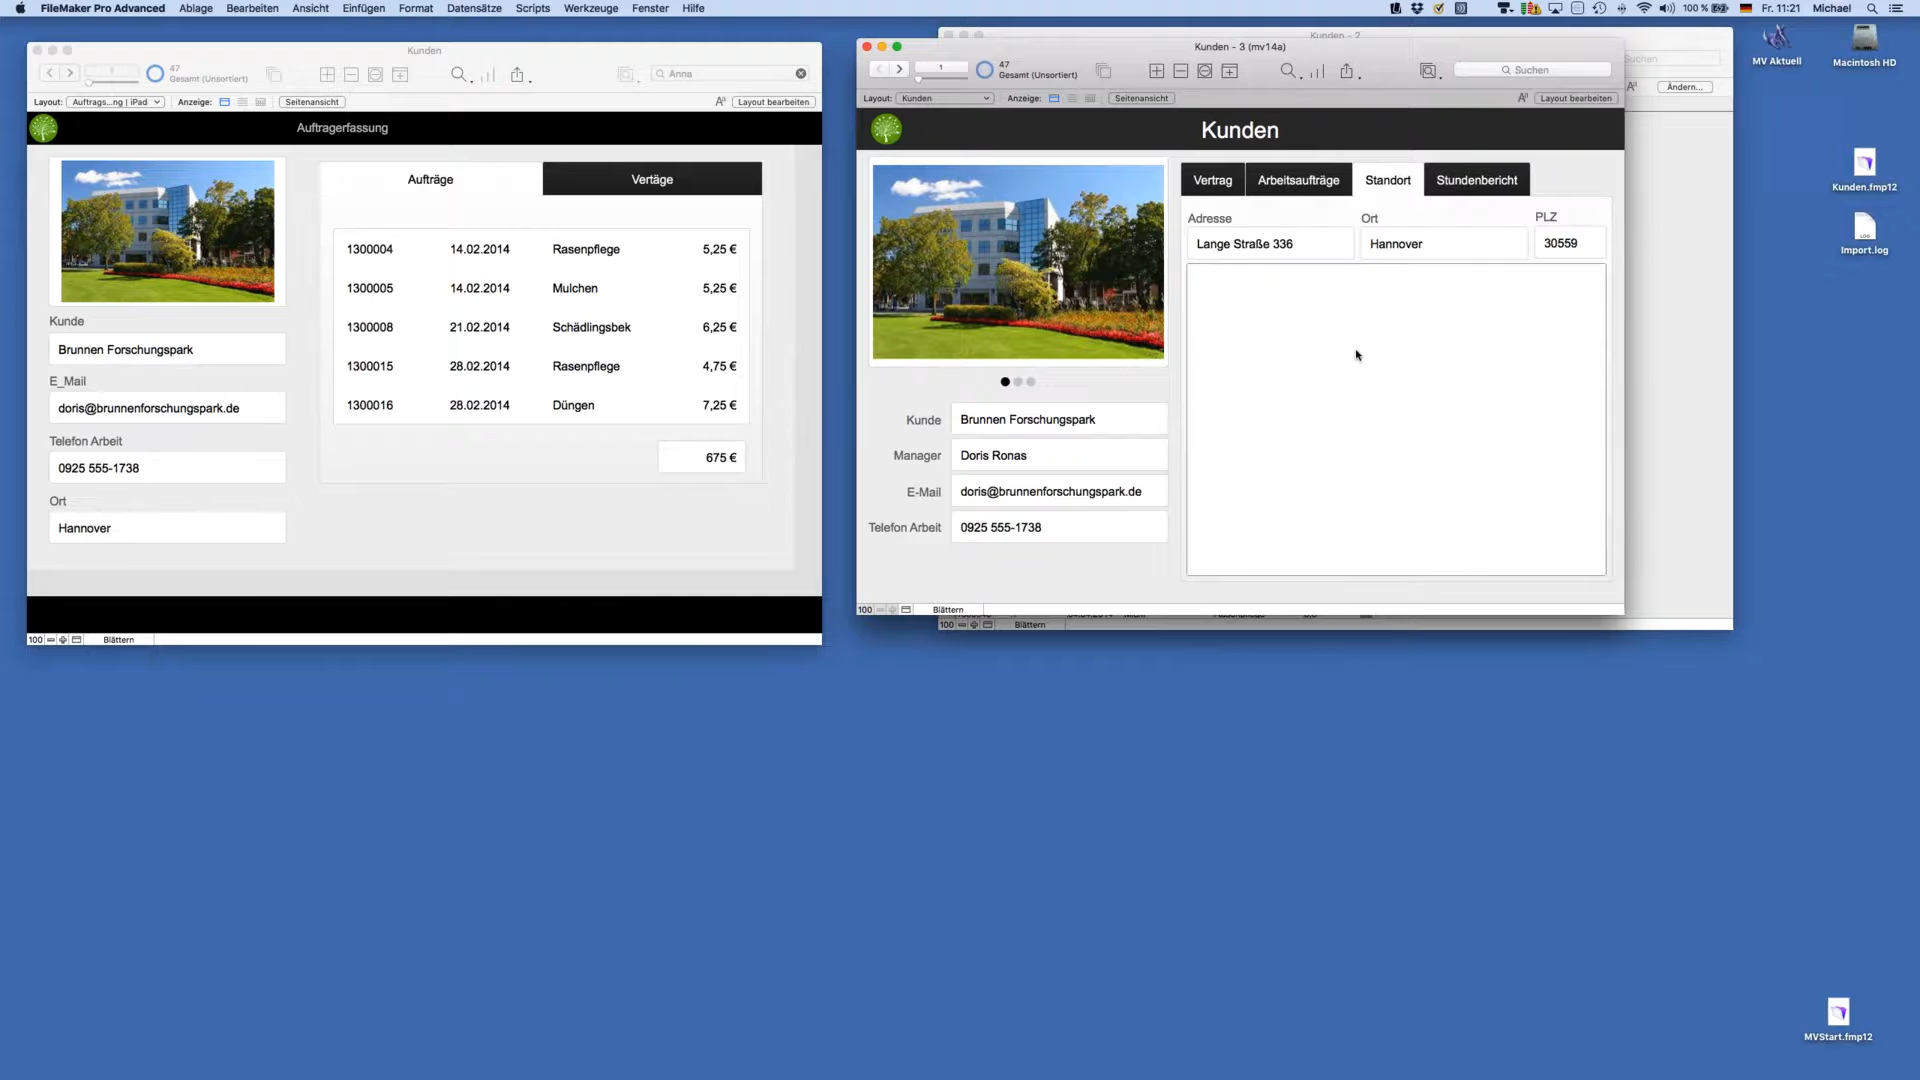 FileMaker Pro Advanced Ablage Bearbeiten Ansicht Einfügen Format Datensätze Scripts Werkzeuge Fenster Hilfe
100 % Fr. 11:21 Michael
Kunden
47
Gesamt (Unsortiert)
Anna
Layout: Auftrags...ng | iPad Anzeige: Seitenansicht Layout bearbeiten
Auftragerfassung
Kunde
Brunnen Forschungspark
E_Mail
doris@brunnenforschungspark.de
Telefon Arbeit
0925 555-1738
Ort
Hannover
Aufträge Vertäge
1300004 14.02.2014 Rasenpflege 5,25 €
1300005 14.02.2014 Mulchen 5,25 €
1300008 21.02.2014 Schädlingsbek 6,25 €
1300015 28.02.2014 Rasenpflege 4,75 €
1300016 28.02.2014 Düngen 7,25 €
675 €
100 Blättern
Kunden - 2
Kunden - 3 (mv14a)
1
47
Gesamt (Unsortiert)
Suchen
Layout: Kunden Anzeige: Seitenansicht Layout bearbeiten
Ändern...
Kunden
Kunde Brunnen Forschungspark
Manager Doris Ronas
E-Mail doris@brunnenforschungspark.de
Telefon Arbeit 0925 555-1738
Vertrag Arbeitsaufträge Standort Stundenbericht
Adresse Ort PLZ
Lange Straße 336 Hannover 30559
100 Blättern
100 Blättern
MV Aktuell
Macintosh HD
Kunden.fmp12
Import.log
MVStart.fmp12